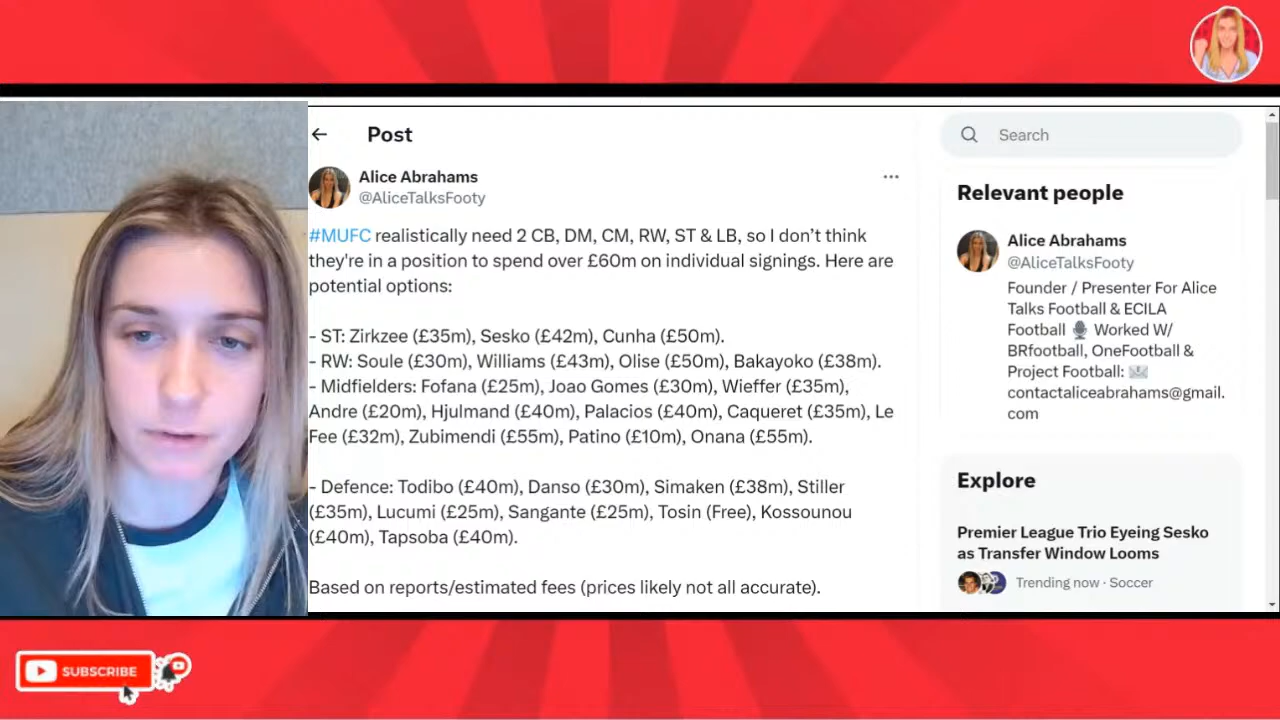 Post
Alice Abrahams
@AliceTalksFooty
#MUFC realistically need 2 CB, DM, CM, RW, ST & LB, so I don’t think
they're in a position to spend over £60m on individual signings. Here are
potential options:
- ST: Zirkzee (£35m), Sesko (£42m), Cunha (£50m).
- RW: Soule (£30m), Williams (£43m), Olise (£50m), Bakayoko (£38m).
- Midfielders: Fofana (£25m), Joao Gomes (£30m), Wieffer (£35m),
Andre (£20m), Hjulmand (£40m), Palacios (£40m), Caqueret (£35m), Le
Fee (£32m), Zubimendi (£55m), Patino (£10m), Onana (£55m).
- Defence: Todibo (£40m), Danso (£30m), Simaken (£38m), Stiller
(£35m), Lucumi (£25m), Sangante (£25m), Tosin (Free), Kossounou
(£40m), Tapsoba (£40m).
Based on reports/estimated fees (prices likely not all accurate).
Search
Relevant people
Alice Abrahams
@AliceTalksFooty
Founder / Presenter For Alice
Talks Football & ECILA
Football 🎙️ Worked W/
BRfootball, OneFootball &
Project Football: ✉️
contactaliceabrahams@gmail.
com
Explore
Premier League Trio Eyeing Sesko
as Transfer Window Looms
Trending now · Soccer
SUBSCRIBE